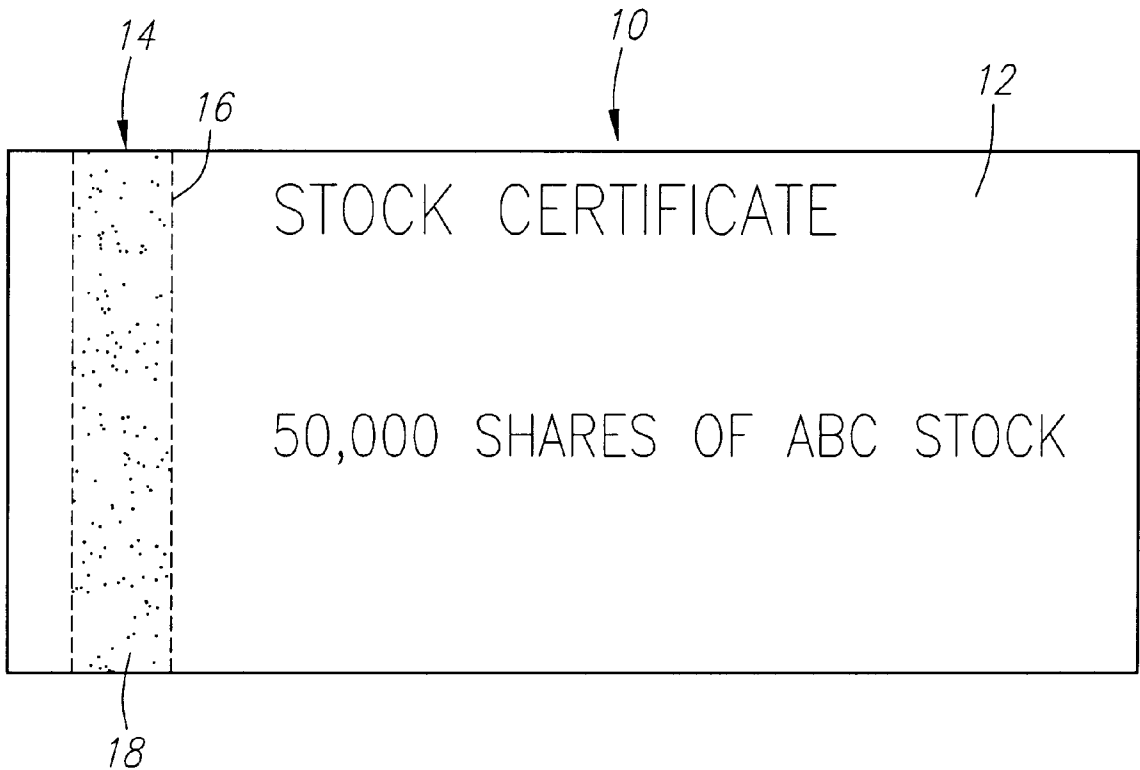 14
10
16
12
STOCK CERTIFICATE
50,000 SHARES OF ABC STOCK
18